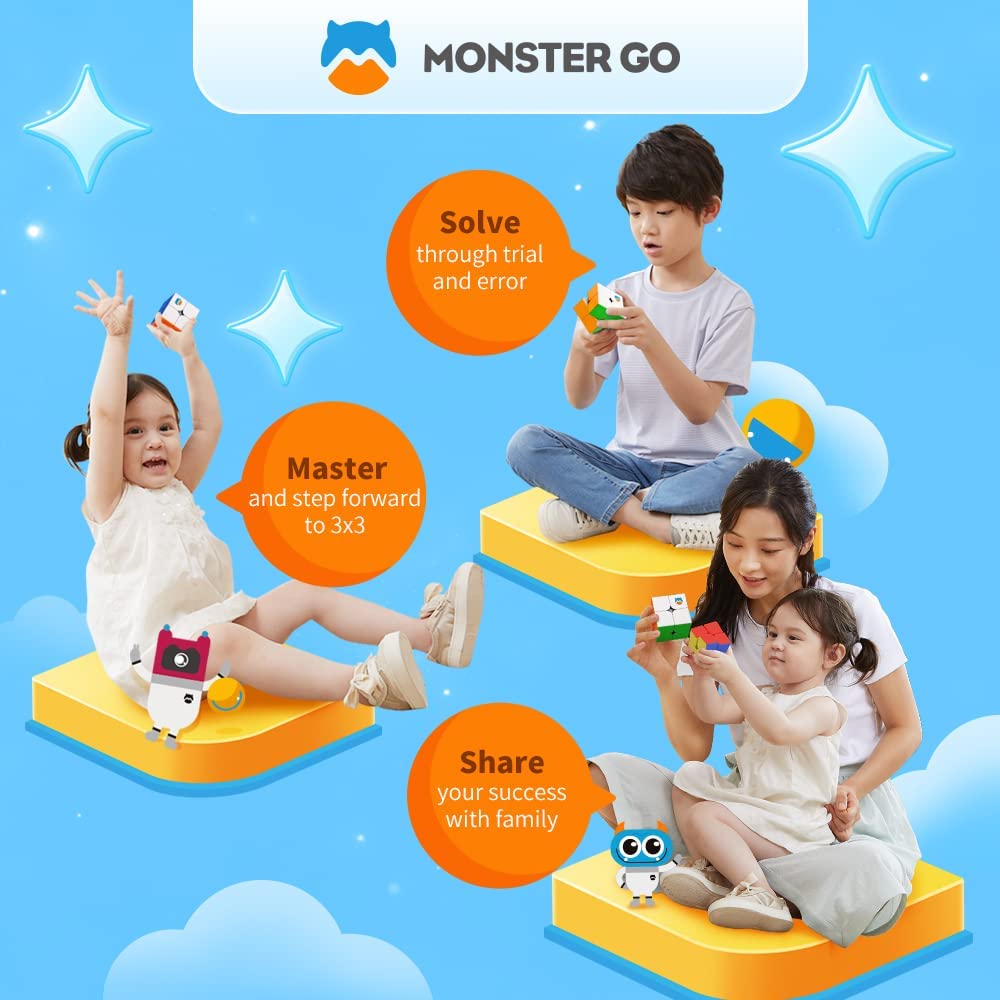 MONSTER GO
Solve
through trial
and error
Master
and step forward
to 3x3
Share
your success
with family